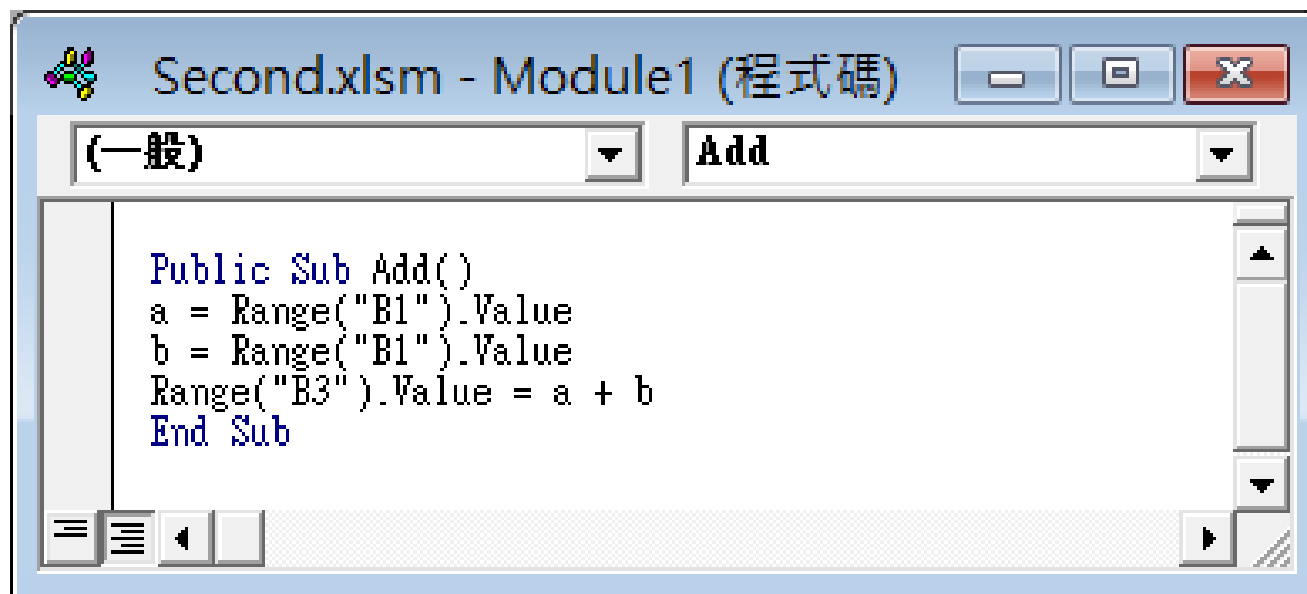 Second.xlsm - Module1 (程式碼)
(一般) Add
Public Sub Add()
a = Range("B1").Value
b = Range("B1").Value
Range("B3").Value = a + b
End Sub